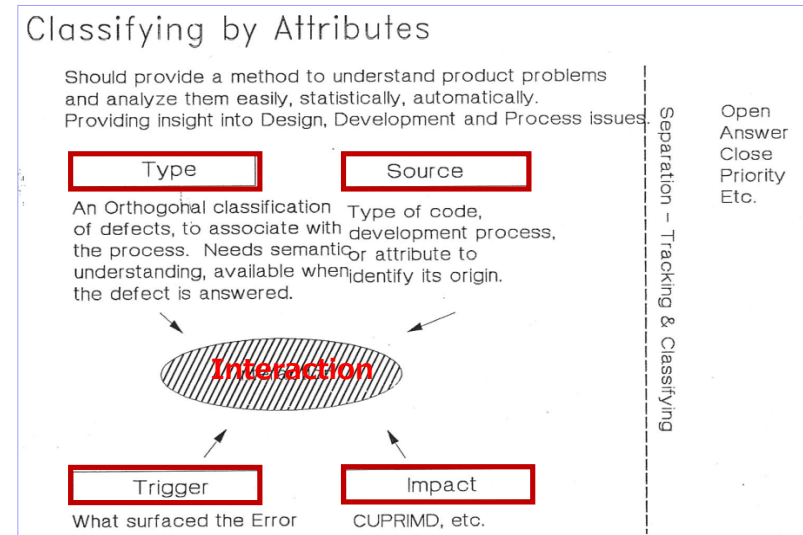 Classifying by Attributes
Should provide a method to understand product problems
and analyze them easily, statistically, automatically.
Providing insight into Design, Development and Process issues.
Type
An Orthogonal classification
of defects, to associate with
the process. Needs semantic
understanding, available when
the defect is answered.
Source
Type of code,
development process,
or attribute to
identify its origin.
Interaction
Trigger
What surfaced the Error
Impact
CUPRIMD, etc.
Separation - Tracking & Classifying
Open
Answer
Close
Priority
Etc.